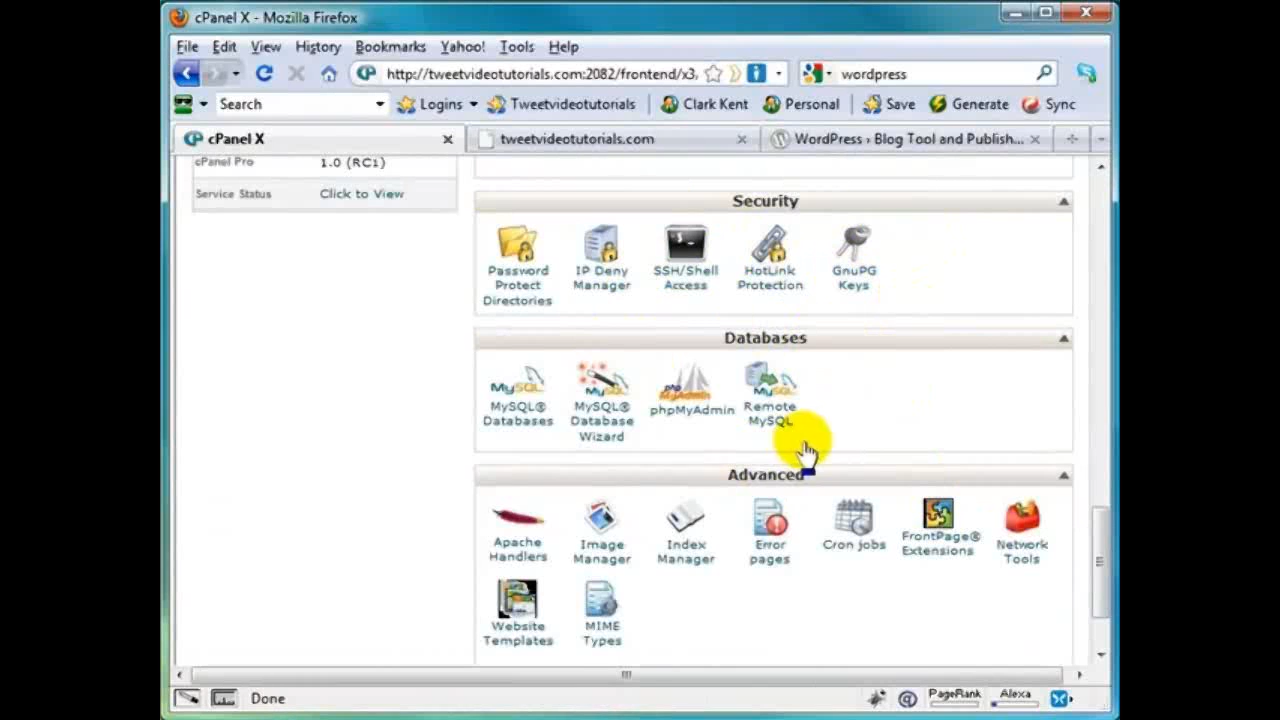 cPanel X - Mozilla Firefox
File Edit View History Bookmarks Yahoo! Tools Help
http://tweetvideotutorials.com:2082/frontend/x3, wordpress
Search Logins Tweetvideotutorials Clark Kent Personal Save Generate Sync
cPanel X tweetvideotutorials.com WordPress › Blog Tool and Publish...
cPanel Pro 1.0 (RC1)
Service Status Click to View
Security
Password Protect Directories
IP Deny Manager
SSH/Shell Access
HotLink Protection
GnuPG Keys
Databases
MySQL® Databases
MySQL® Database Wizard
phpMyAdmin
Remote MySQL
Advanced
Apache Handlers
Image Manager
Index Manager
Error pages
Cron jobs
FrontPage® Extensions
Network Tools
Website Templates
MIME Types
Done PageRank Alexa